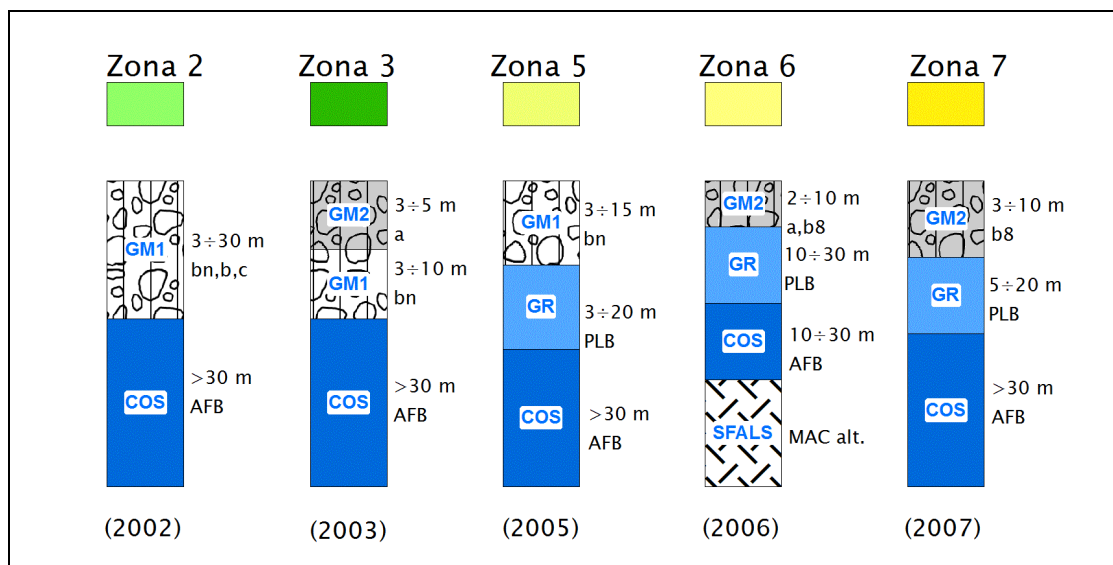 Zona 2
GM1
3÷30 m
bn,b,c
COS
>30 m
AFB
(2002)
Zona 3
GM2
3÷5 m
a
GM1
3÷10 m
bn
COS
>30 m
AFB
(2003)
Zona 5
GM1
3÷15 m
bn
GR
3÷20 m
PLB
COS
>30 m
AFB
(2005)
Zona 6
GM2
2÷10 m
a,b8
GR
10÷30 m
PLB
COS
10÷30 m
AFB
SFALS
MAC alt.
(2006)
Zona 7
GM2
3÷10 m
b8
GR
5÷20 m
PLB
COS
>30 m
AFB
(2007)